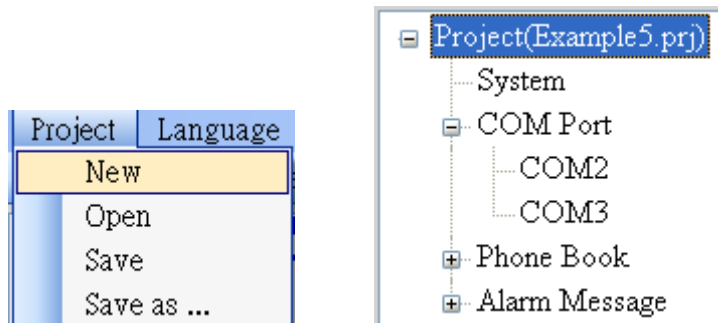 Project Language
New
Open
Save
Save as ...
Project(Example5.prj)
System
COM Port
COM2
COM3
Phone Book
Alarm Message